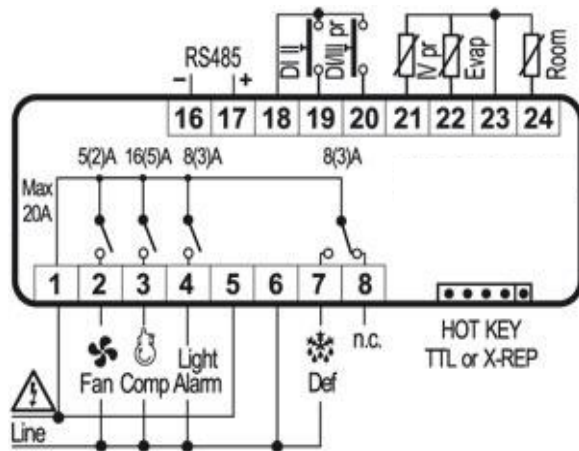 RS485
− +
DI II
DI/III pr
IV pr
Evap
Room
16 17 18 19 20 21 22 23 24
5(2)A 16(5)A 8(3)A 8(3)A
Max
20A
1 2 3 4 5 6 7 8
Fan Comp Light
Alarm
Def
n.c.
HOT KEY
TTL or X-REP
Line